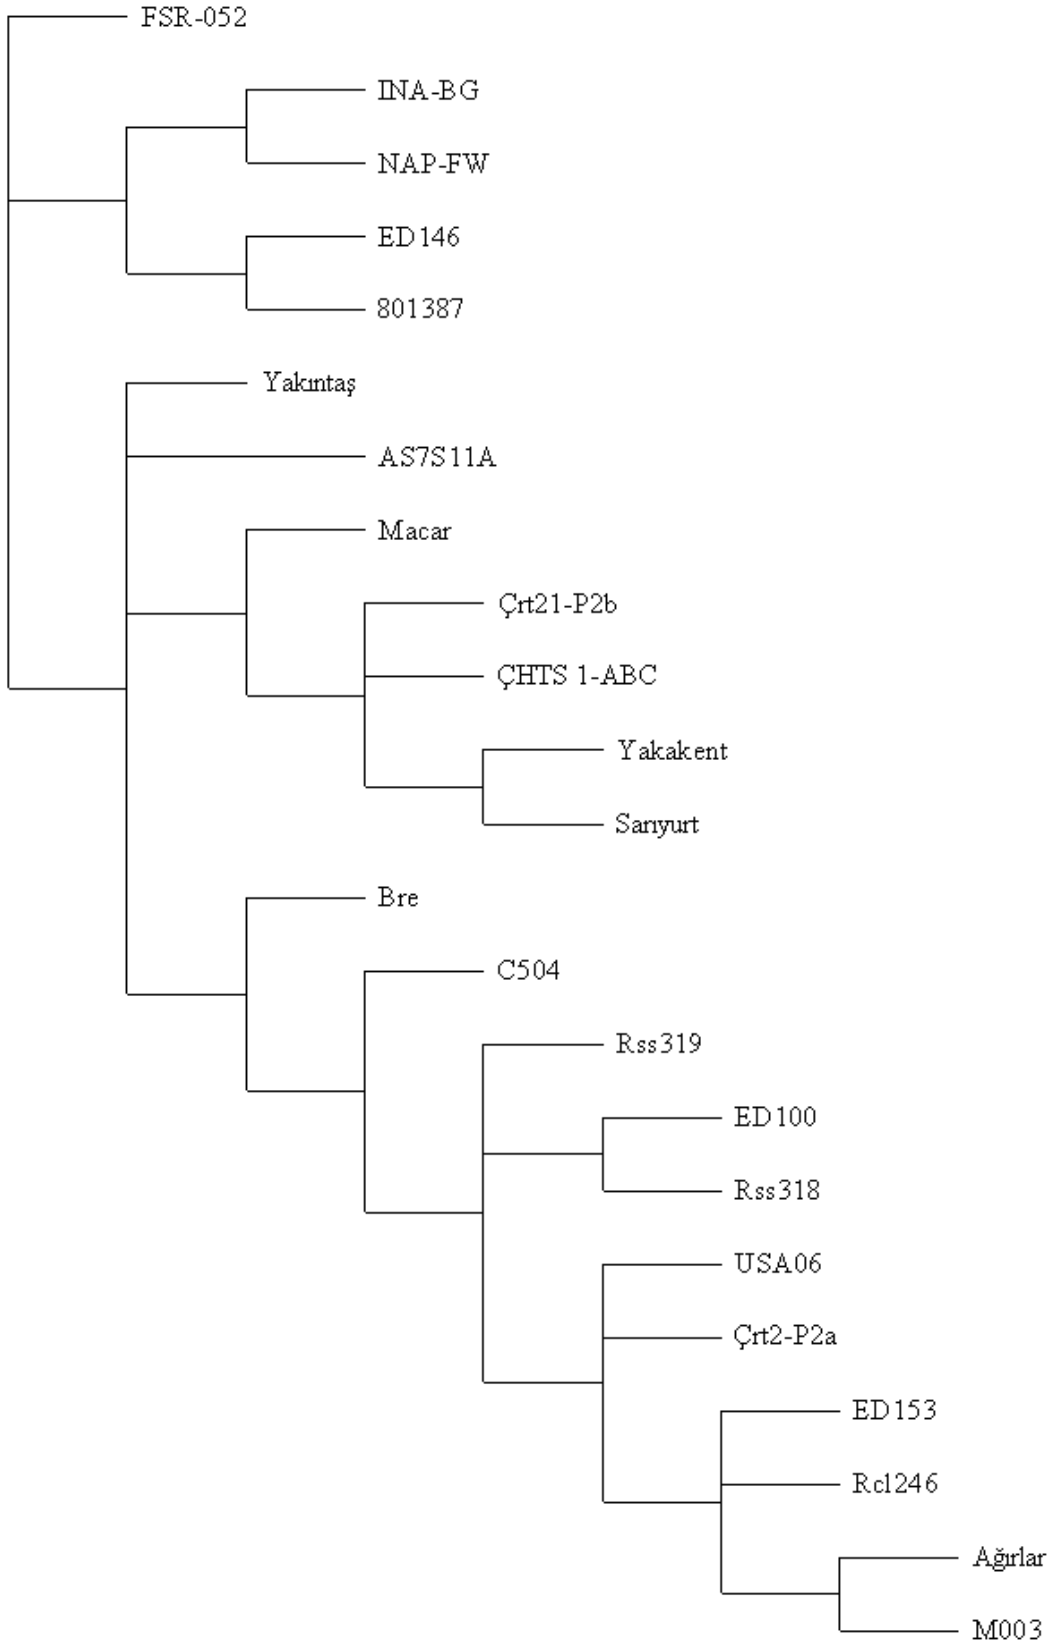 FSR-052
INA-BG
NAP-FW
ED146
801387
Yakıntaş
AS7S11A
Macar
Çrt21-P2b
ÇHTS 1-ABC
Yakakent
Sarıyurt
Bre
C504
Rss319
ED100
Rss318
USA06
Çrt2-P2a
ED153
Rcl246
Ağırlar
M003